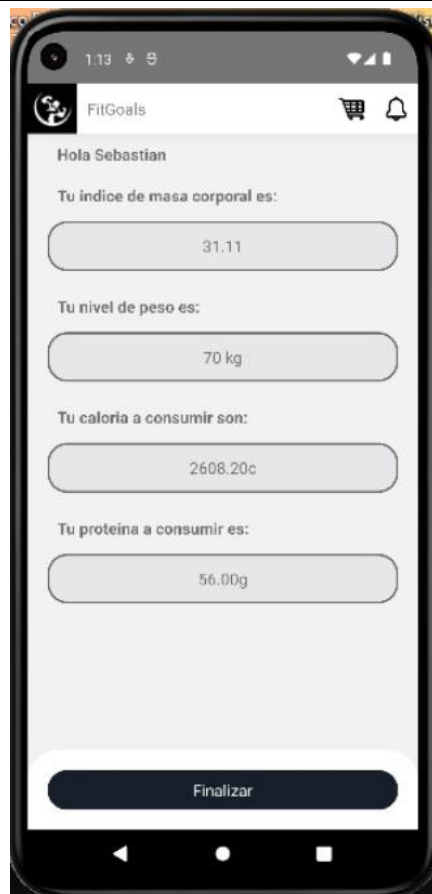 1:13
FitGoals
Hola Sebastian
Tu indice de masa corporal es:
31.11
Tu nivel de peso es:
70 kg
Tu caloria a consumir son:
2608.20c
Tu proteina a consumir es:
56.00g
Finalizar